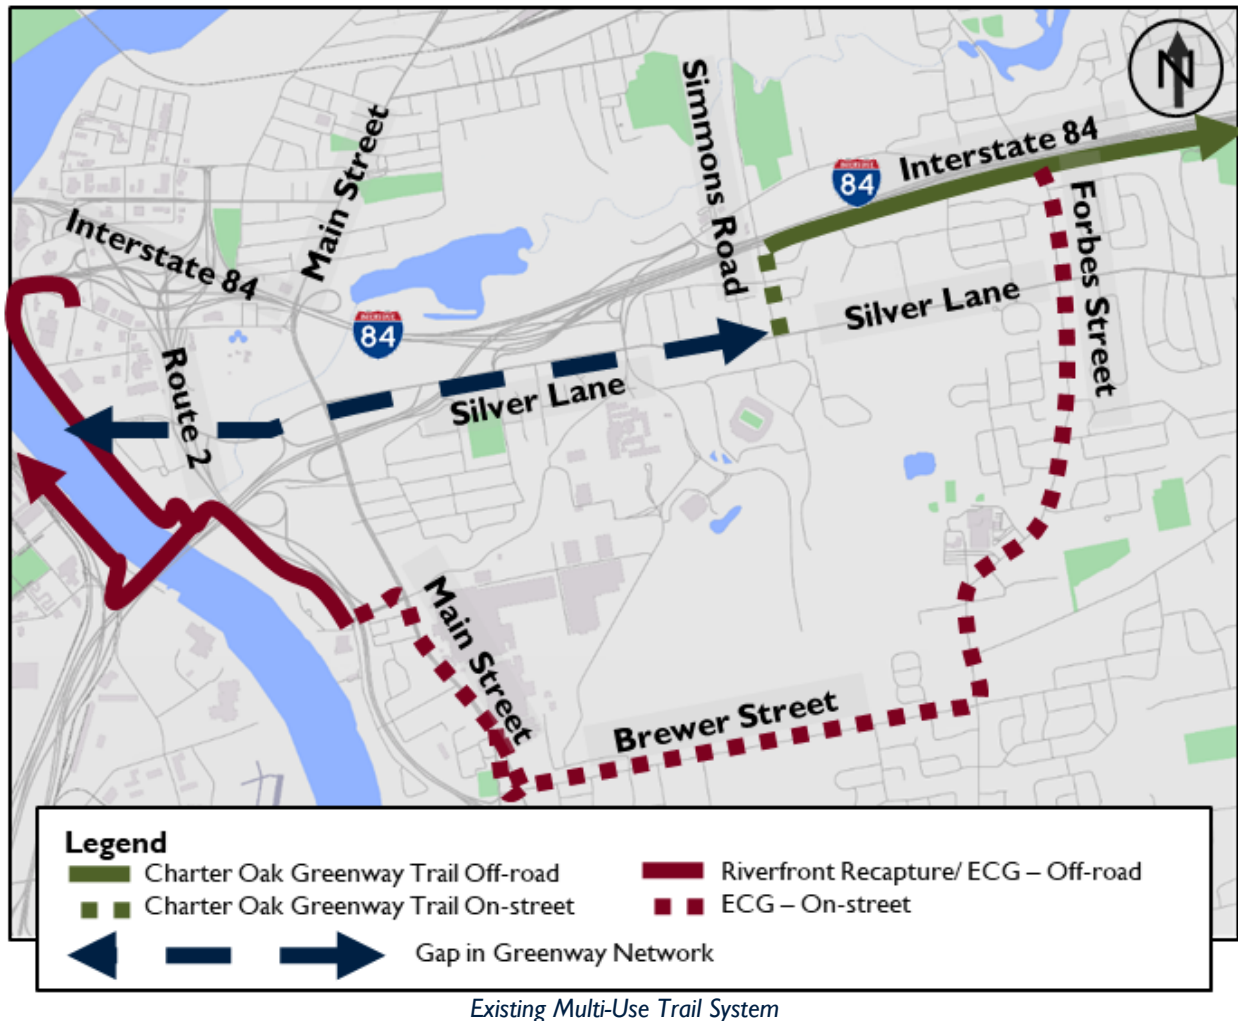 N
Simmons Road
Main Street
Interstate 84
84
Interstate 84
Forbes Street
84
Silver Lane
Route 2
Silver Lane
Main Street
Brewer Street
Legend
Charter Oak Greenway Trail Off-road
Riverfront Recapture/ ECG – Off-road
Charter Oak Greenway Trail On-street
ECG – On-street
Gap in Greenway Network
Existing Multi-Use Trail System